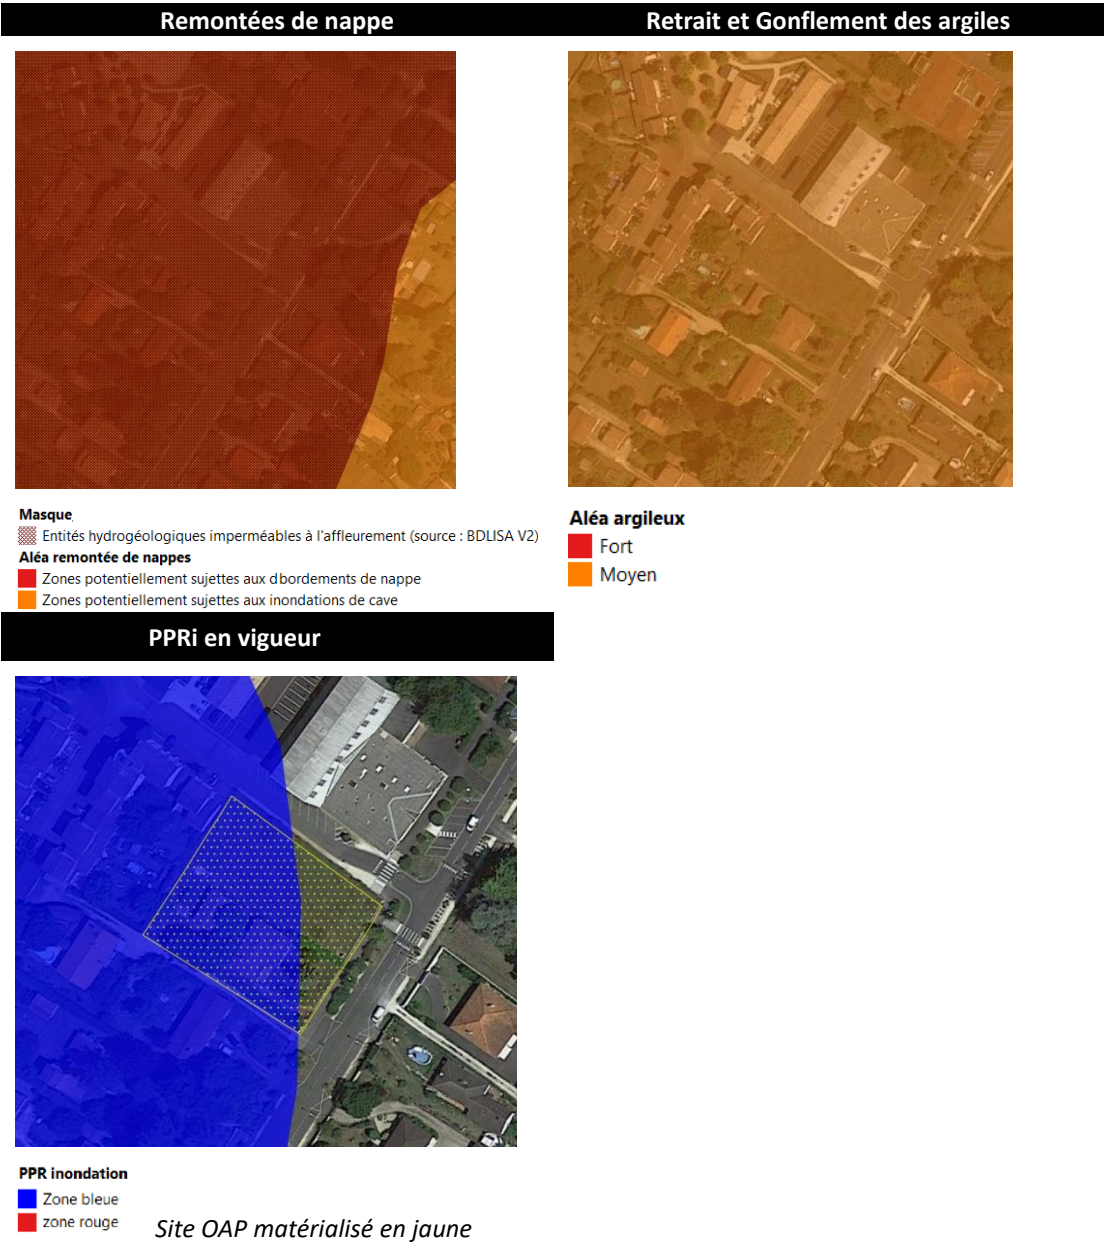 Remontées de nappe
Retrait et Gonflement des argiles
Masque
Entités hydrogéologiques imperméables à l'affleurement (source : BDLISA V2)
Aléa remontée de nappes
Zones potentiellement sujettes aux dbordements de nappe
Zones potentiellement sujettes aux inondations de cave
Aléa argileux
Fort
Moyen
PPRi en vigueur
PPR inondation
Zone bleue
zone rouge
Site OAP matérialisé en jaune